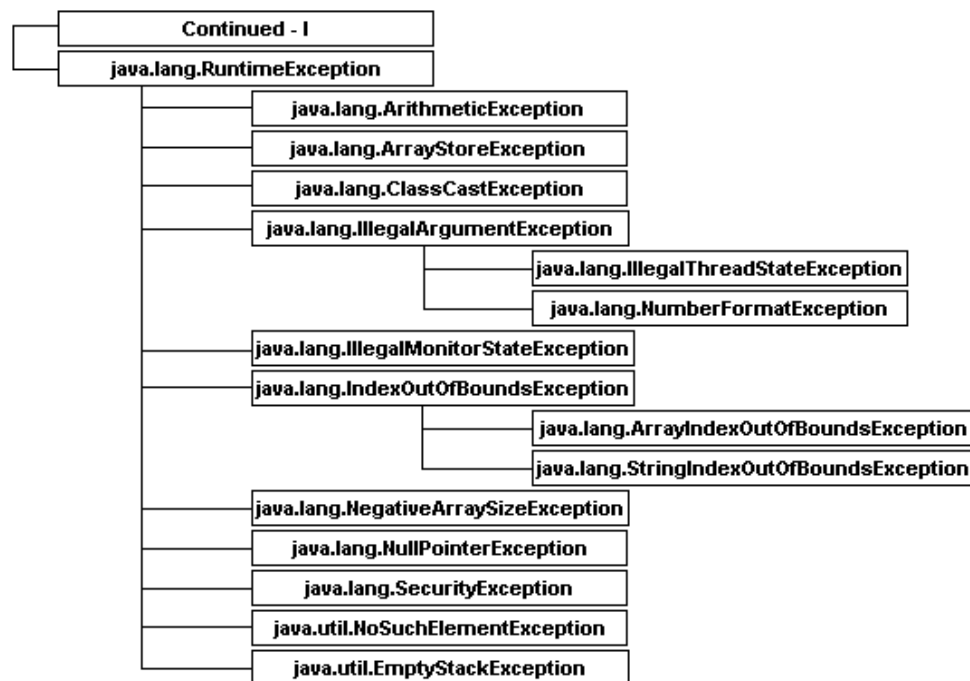 Continued - I
java.lang.RuntimeException
java.lang.ArithmeticException
java.lang.ArrayStoreException
java.lang.ClassCastException
java.lang.IllegalArgumentException
java.lang.IllegalThreadStateException
java.lang.NumberFormatException
java.lang.IllegalMonitorStateException
java.lang.IndexOutOfBoundsException
java.lang.ArrayIndexOutOfBoundsException
java.lang.StringIndexOutOfBoundsException
java.lang.NegativeArraySizeException
java.lang.NullPointerException
java.lang.SecurityException
java.util.NoSuchElementException
java.util.EmptyStackException